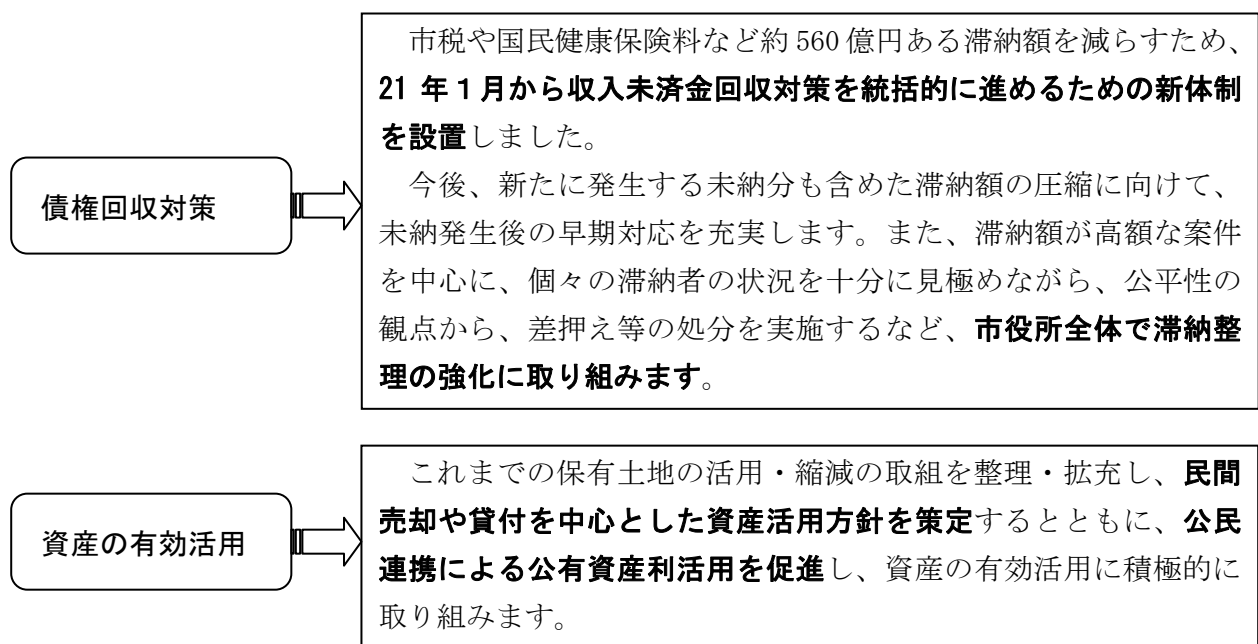 債権回収対策
市税や国民健康保険料など約 560 億円ある滞納額を減らすため、
21 年 1 月から収入未済金回収対策を統括的に進めるための新体制
を設置しました。
今後、新たに発生する未納分も含めた滞納額の圧縮に向けて、
未納発生後の早期対応を充実します。また、滞納額が高額な案件
を中心に、個々の滞納者の状況を十分に見極めながら、公平性の
観点から、差押え等の処分を実施するなど、市役所全体で滞納整
理の強化に取り組みます。
資産の有効活用
これまでの保有土地の活用・縮減の取組を整理・拡充し、民間
売却や貸付を中心とした資産活用方針を策定するとともに、公民
連携による公有資産利活用を促進し、資産の有効活用に積極的に
取り組みます。